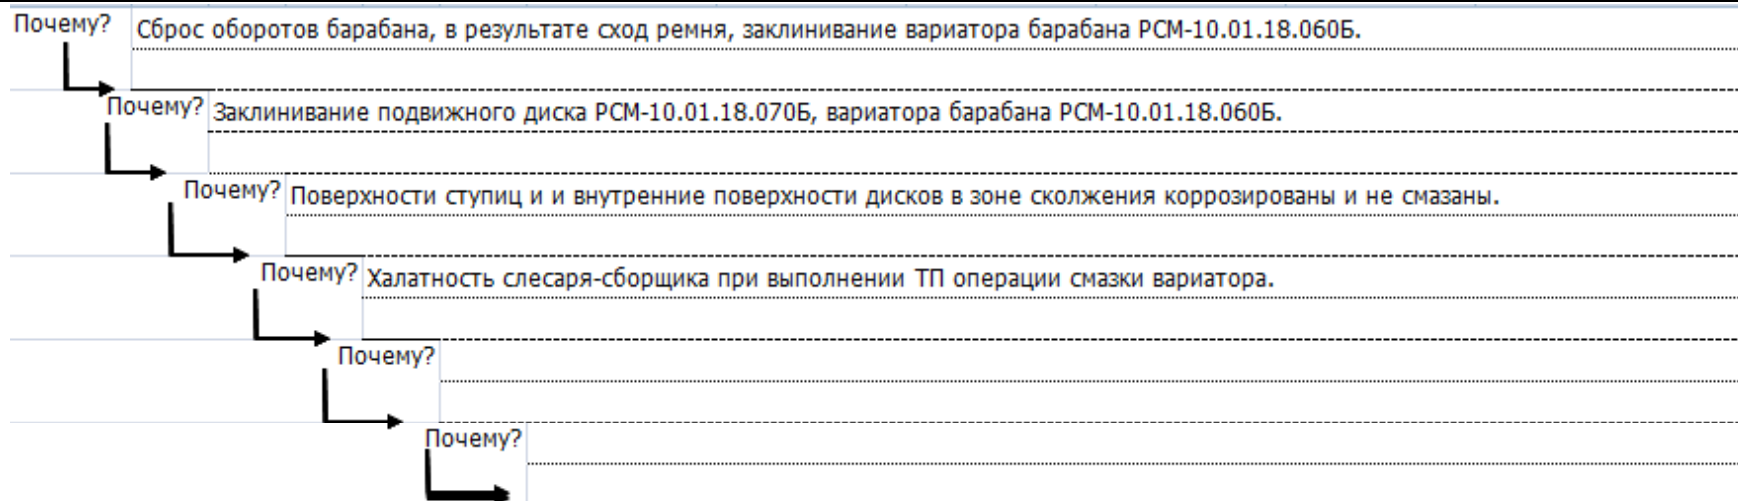 Почему? Сброс оборотов барабана, в результате сход ремня, заклинивание вариатора барабана РСМ-10.01.18.060Б.
Почему? Заклинивание подвижного диска РСМ-10.01.18.070Б, вариатора барабана РСМ-10.01.18.060Б.
Почему? Поверхности ступиц и и внутренние поверхности дисков в зоне сколжения коррозированы и не смазаны.
Почему? Халатность слесаря-сборщика при выполнении ТП операции смазки вариатора.
Почему?
Почему?